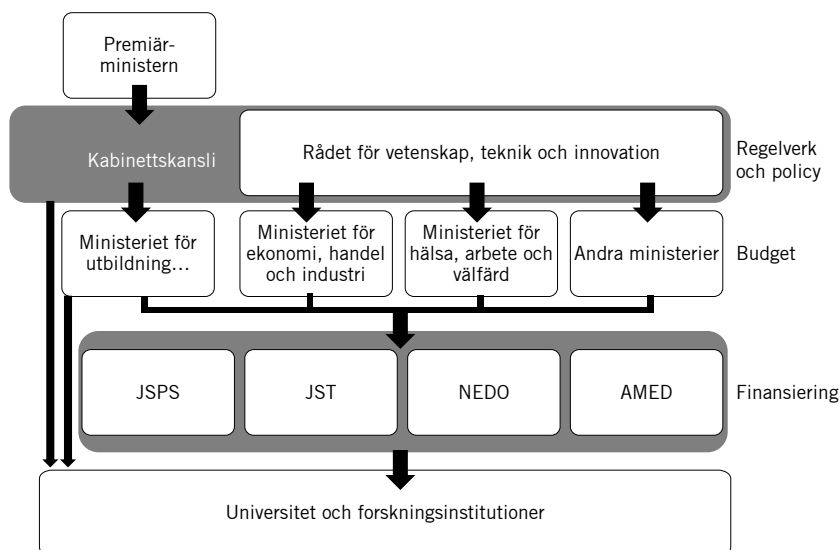 Premiär-
ministern
Kabinettskansli
Rådet för vetenskap, teknik och innovation
Regelverk
och policy
Ministeriet för
utbildning…
Ministeriet för
ekonomi, handel
och industri
Ministeriet för
hälsa, arbete och
välfärd
Andra ministerier
Budget
JSPS
JST
NEDO
AMED
Finansiering
Universitet och forskningsinstitutioner